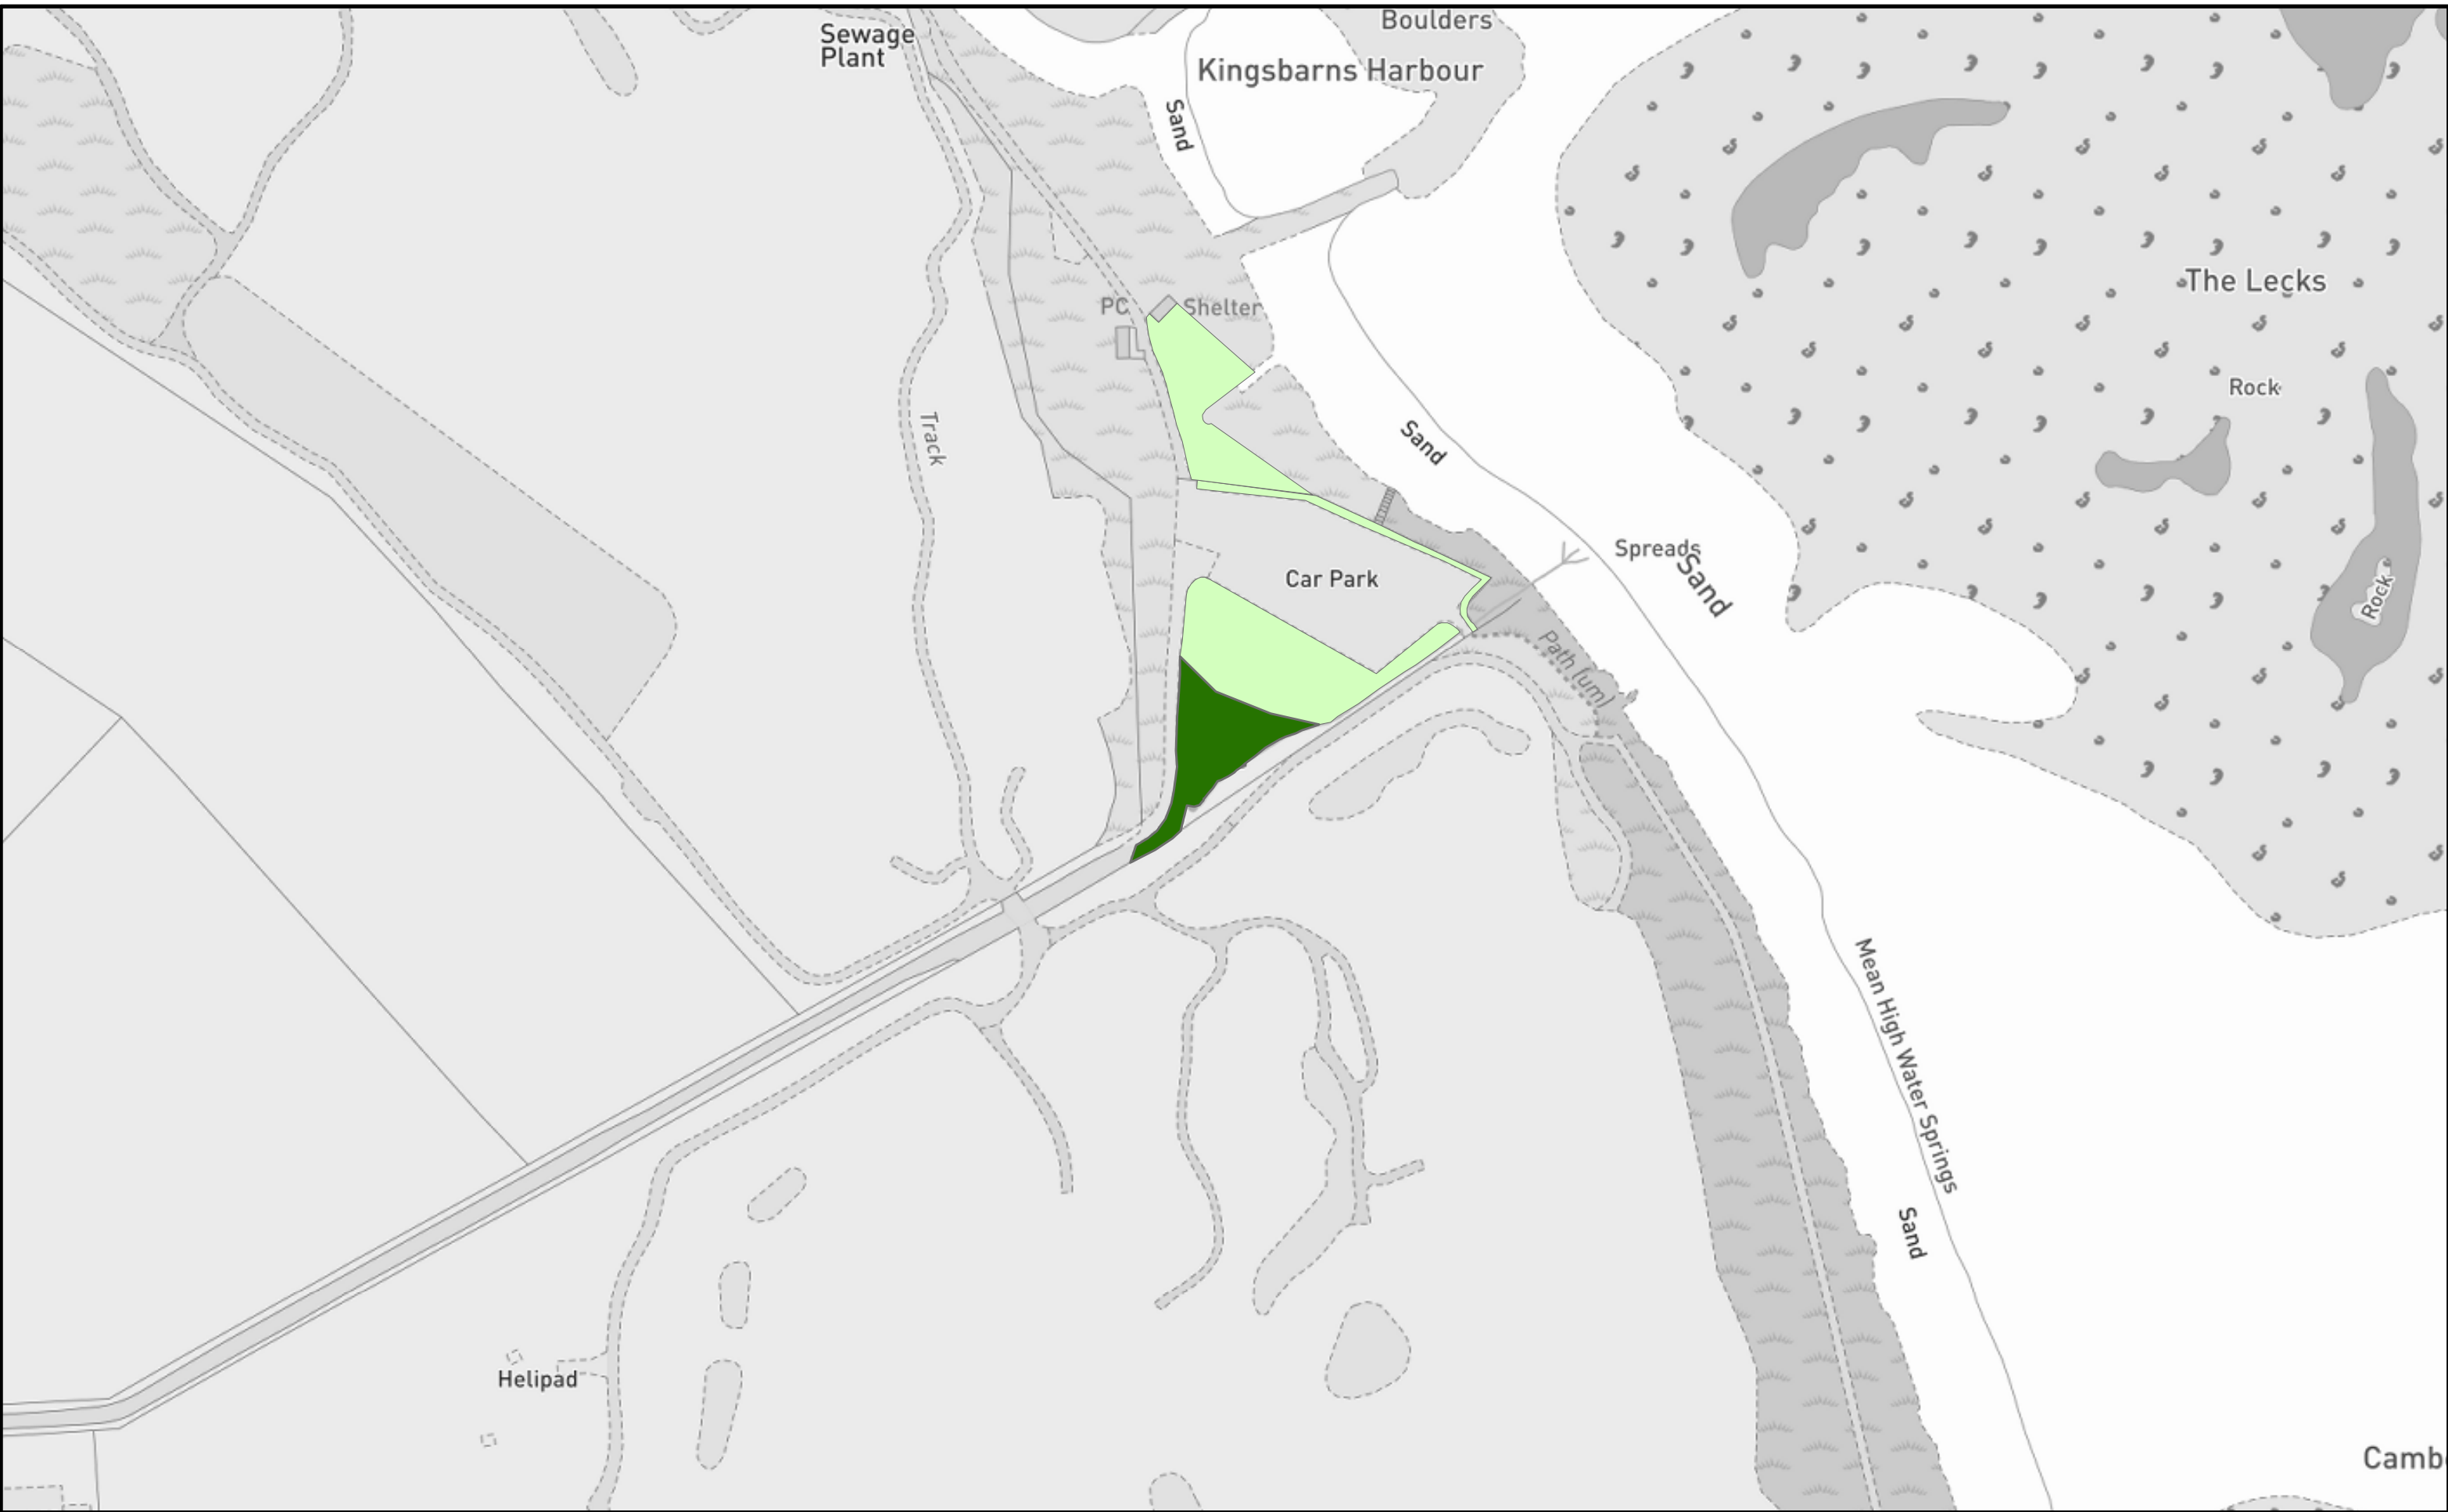 Boulders
Sewage
Plant
Kingsbarns Harbour
Sand
The Lecks
PC
Shelter
Rock
Track
Sand
Spreads
Sand
Car Park
Rock
Path (um)
Mean High Water Springs
Sand
Helipad
Camb